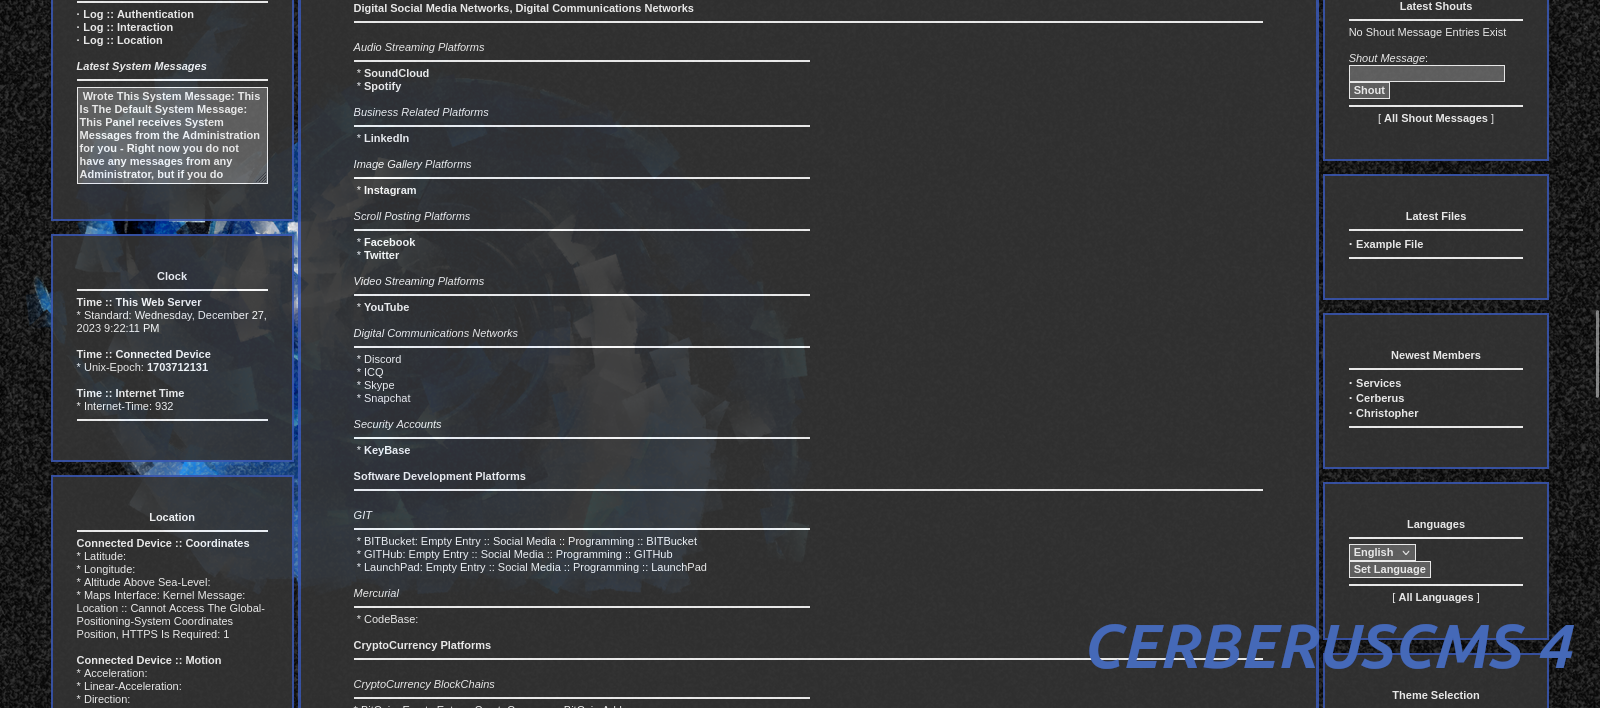 · Log :: Authentication
· Log :: Interaction
· Log :: Location
Latest System Messages
Wrote This System Message: This
Is The Default System Message:
This Panel receives System
Messages from the Administration
for you - Right now you do not
have any messages from any
Administrator, but if you do
Clock
Time :: This Web Server
* Standard: Wednesday, December 27,
2023 9:22:11 PM
Time :: Connected Device
* Unix-Epoch: 1703712131
Time :: Internet Time
* Internet-Time: 932
Location
Connected Device :: Coordinates
* Latitude:
* Longitude:
* Altitude Above Sea-Level:
* Maps Interface: Kernel Message:
Location :: Cannot Access The Global-
Positioning-System Coordinates
Position, HTTPS Is Required: 1
Connected Device :: Motion
* Acceleration:
* Linear-Acceleration:
* Direction:
Digital Social Media Networks, Digital Communications Networks
Audio Streaming Platforms
* SoundCloud
* Spotify
Business Related Platforms
* LinkedIn
Image Gallery Platforms
* Instagram
Scroll Posting Platforms
* Facebook
* Twitter
Video Streaming Platforms
* YouTube
Digital Communications Networks
* Discord
* ICQ
* Skype
* Snapchat
Security Accounts
* KeyBase
Software Development Platforms
GIT
* BITBucket: Empty Entry :: Social Media :: Programming :: BITBucket
* GITHub: Empty Entry :: Social Media :: Programming :: GITHub
* LaunchPad: Empty Entry :: Social Media :: Programming :: LaunchPad
Mercurial
* CodeBase:
CryptoCurrency Platforms
CryptoCurrency BlockChains
Latest Shouts
No Shout Message Entries Exist
Shout Message:
Shout
[ All Shout Messages ]
Latest Files
· Example File
Newest Members
· Services
· Cerberus
· Christopher
Languages
English
Set Language
[ All Languages ]
CERBERUSCMS 4
Theme Selection